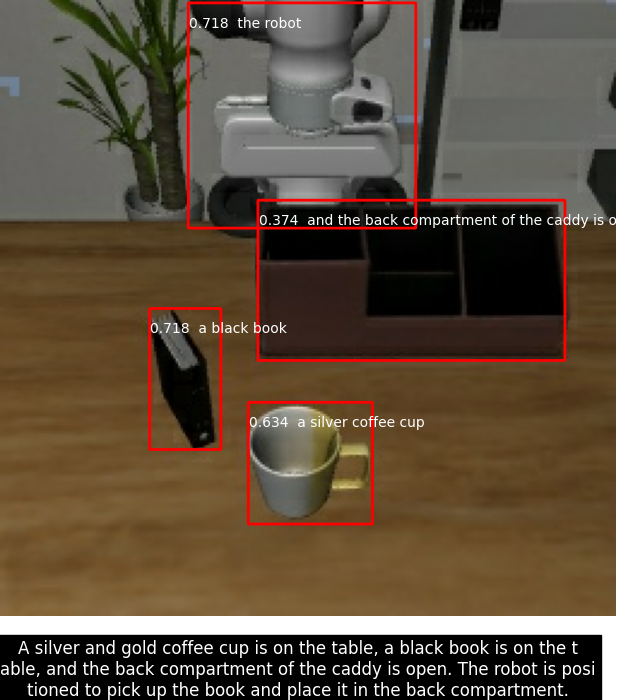 0.718  the robot
0.374  and the back compartment of the caddy is o
0.718  a black book
0.634  a silver coffee cup
A silver and gold coffee cup is on the table, a black book is on the t
able, and the back compartment of the caddy is open. The robot is posi
tioned to pick up the book and place it in the back compartment.